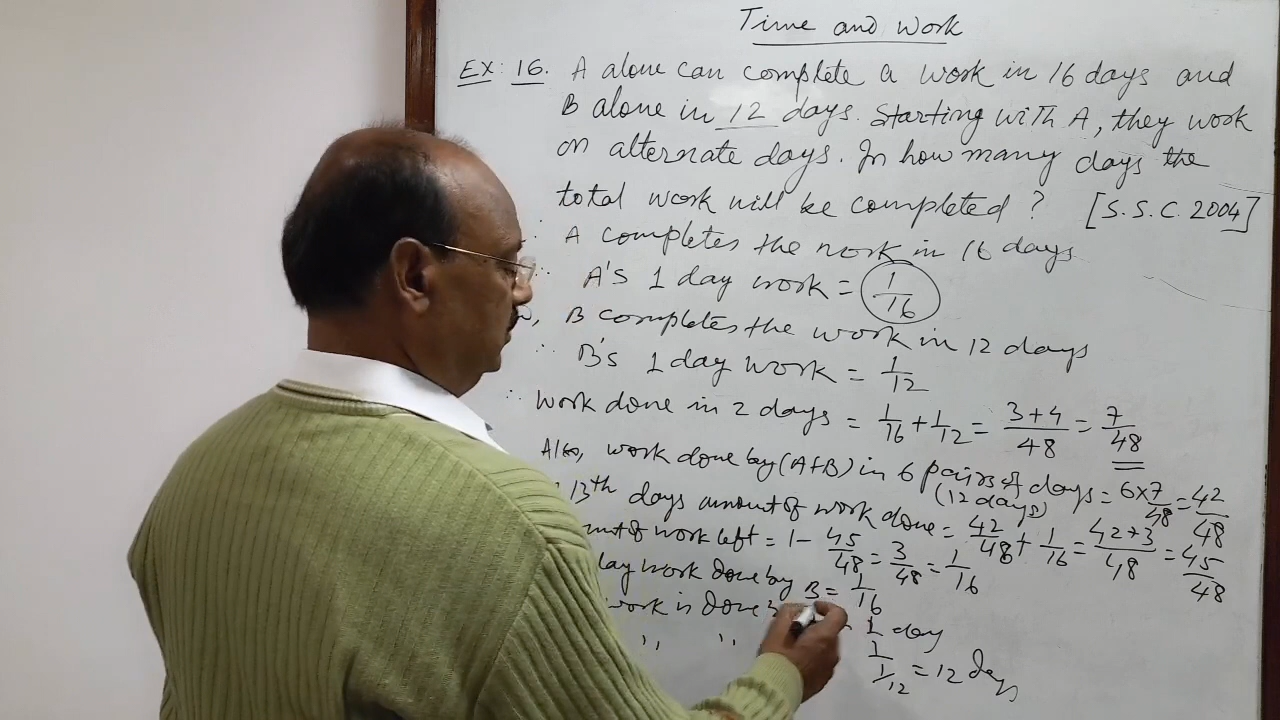 Time and Work
EX: 16. A alone can complete a work in 16 days and
B alone in 12 days. Starting with A, they work
on alternate days. In how many days the
total work will be completed ? [S.S.C. 2004]
∵ A completes the work in 16 days
∴ A's 1 day work = 1/16
, B completes the work in 12 days
∴ B's 1 day work = 1/12
∴ Work done in 2 days = 1/16 + 1/12 = 3+4/48 = 7/48
Also, work done by (A+B) in 6 pairs of days = 6×7/48 = 42/48
(12 days)
13th days amount of work done = 42/48 + 1/16 = 42+3/48 = 45/48
of work left = 1 - 45/48 = 3/48 = 1/16
work done by B = 1/16
work is done
1 day
,, ,, 1/1/12 = 12 days